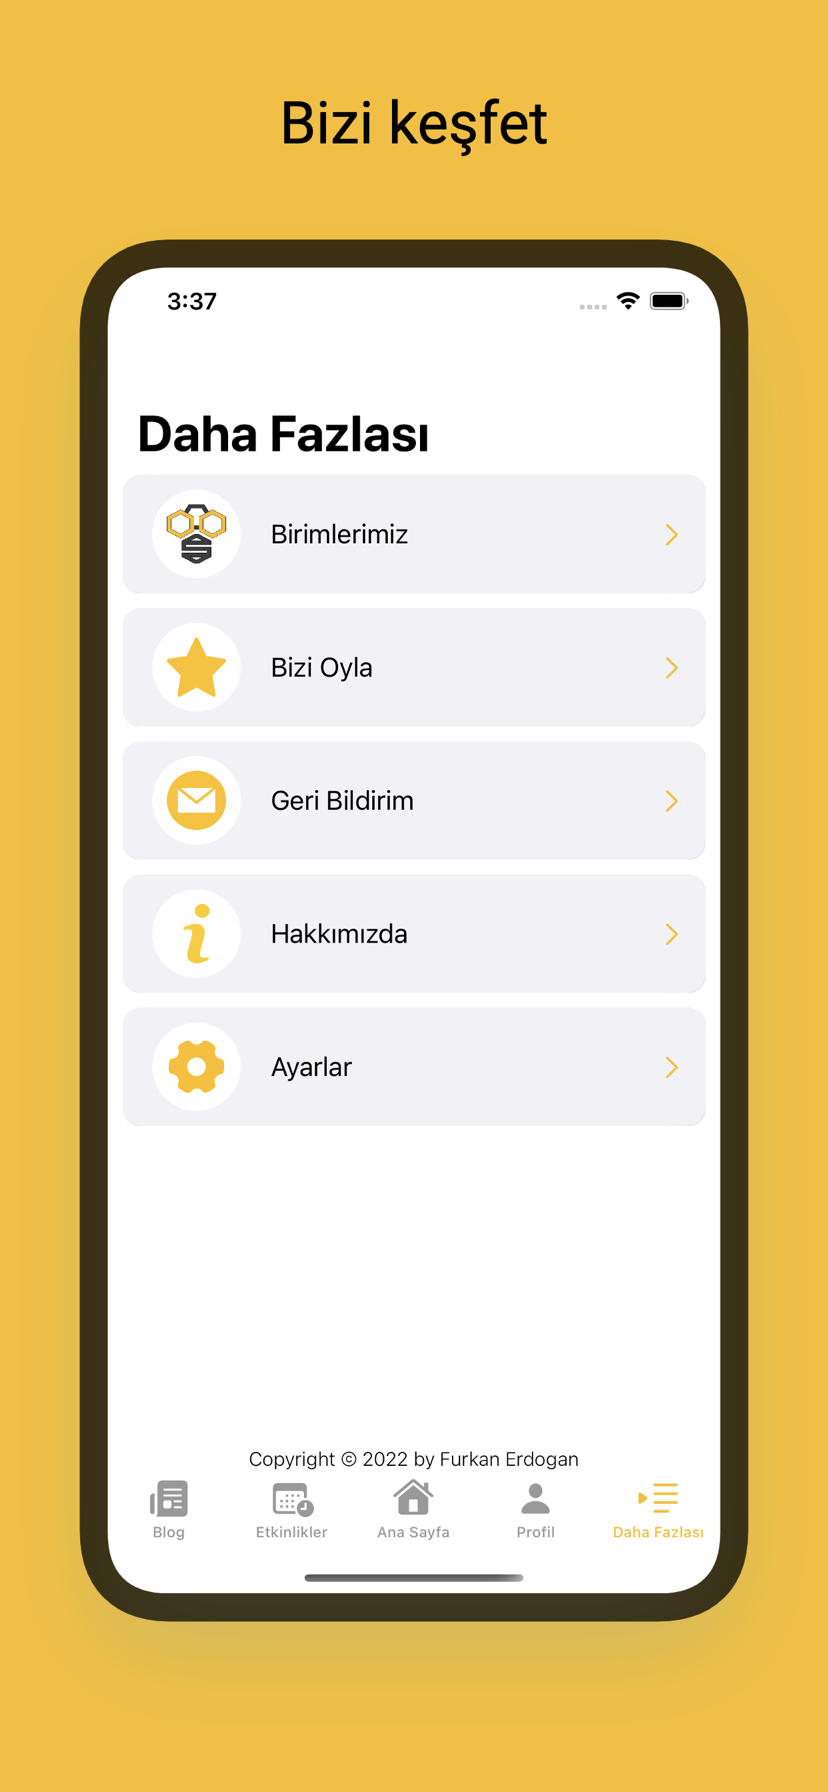 Bizi keşfet
3:37
Daha Fazlası
Birimlerimiz
Bizi Oyla
Geri Bildirim
Hakkımızda
Ayarlar
Copyright © 2022 by Furkan Erdogan
Blog
Etkinlikler
Ana Sayfa
Profil
Daha Fazlası